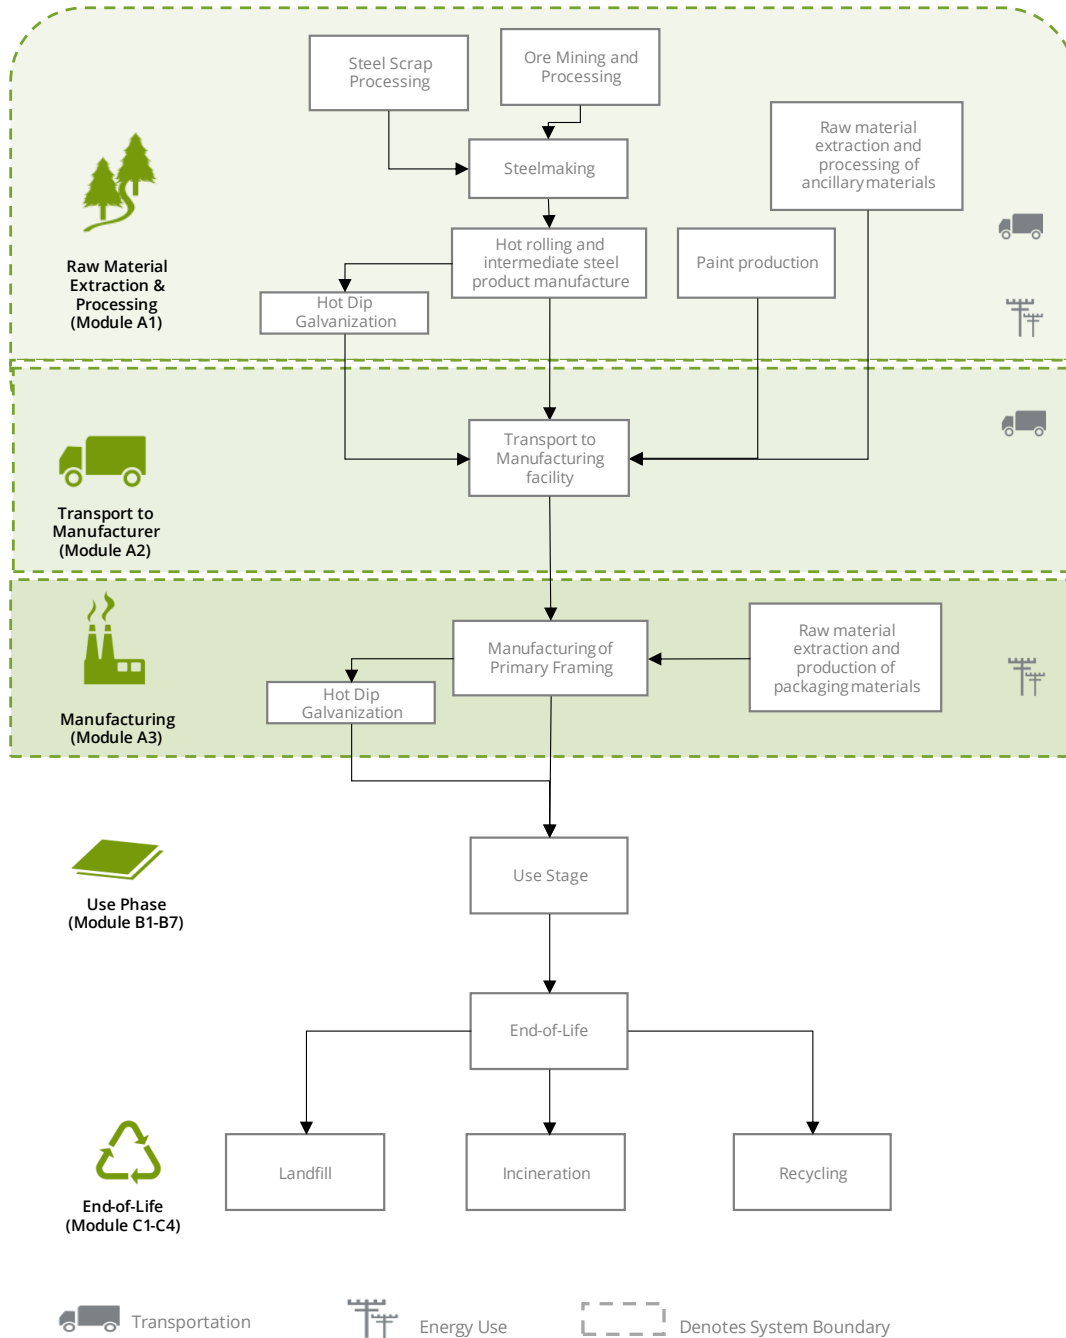 Steel Scrap
Processing
Ore Mining and
Processing
Raw material
extraction and
processing of
ancillary materials
Steelmaking
Raw Material
Extraction &
Processing
(Module A1)
Hot rolling and
intermediate steel
product manufacture
Paint production
Hot Dip
Galvanization
Transport to
Manufacturing
facility
Transport to
Manufacturer
(Module A2)
Manufacturing of
Primary Framing
Raw material
extraction and
production of
packaging materials
Hot Dip
Galvanization
Manufacturing
(Module A3)
Use Stage
Use Phase
(Module B1-B7)
End-of-Life
Landfill
Incineration
Recycling
End-of-Life
(Module C1-C4)
Transportation
Energy Use
Denotes System Boundary